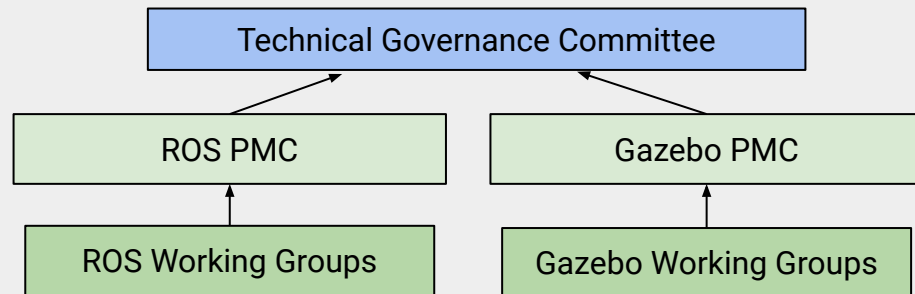 Technical Governance Committee
ROS PMC
Gazebo PMC
ROS Working Groups
Gazebo Working Groups